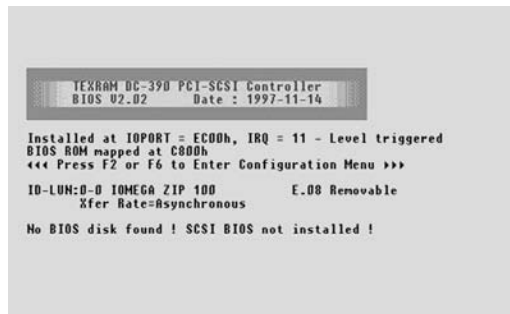 TEXRAM DC-390 PCI-SCSI Controller
BIOS V2.02 Date : 1997-11-14
Installed at IOPORT = EC00h, IRQ = 11 - Level triggered
BIOS ROM mapped at C800h
<<< Press F2 or F6 to Enter Configuration Menu >>>
ID-LUN:0-0 IOMEGA ZIP 100 E.08 Removable
Xfer Rate=Asynchronous
No BIOS disk found ! SCSI BIOS not installed !